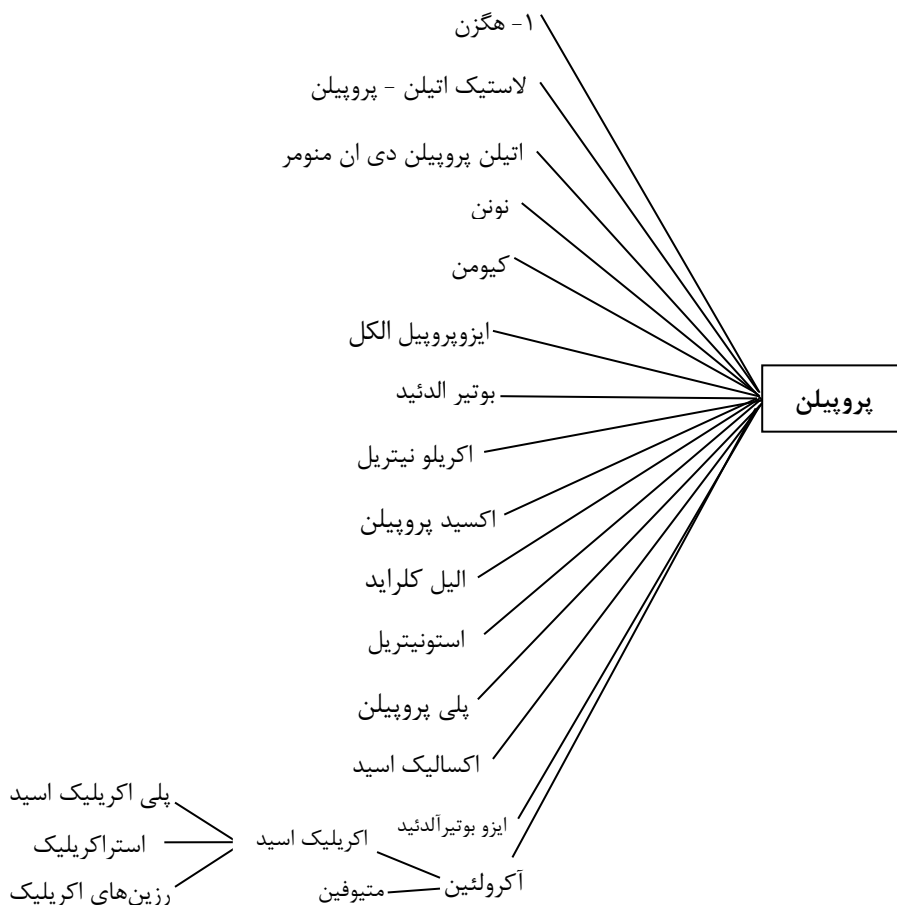 ۱- هگزن
لاستیک اتیلن - پروپیلن
اتیلن پروپیلن دی ان منومر
نونن
کیومن
ایزوپروپیل الکل
بوتیر الدئید
پروپیلن
اکریلو نیتریل
اکسید پروپیلن
الیل کلراید
استونیتریل
پلی پروپیلن
اکسالیک اسید
ایزو بوتیرآلدئید
آکرولئین
اکریلیک اسید
متیوفین
پلی اکریلیک اسید
استراکریلیک
رزین‌های اکریلیک